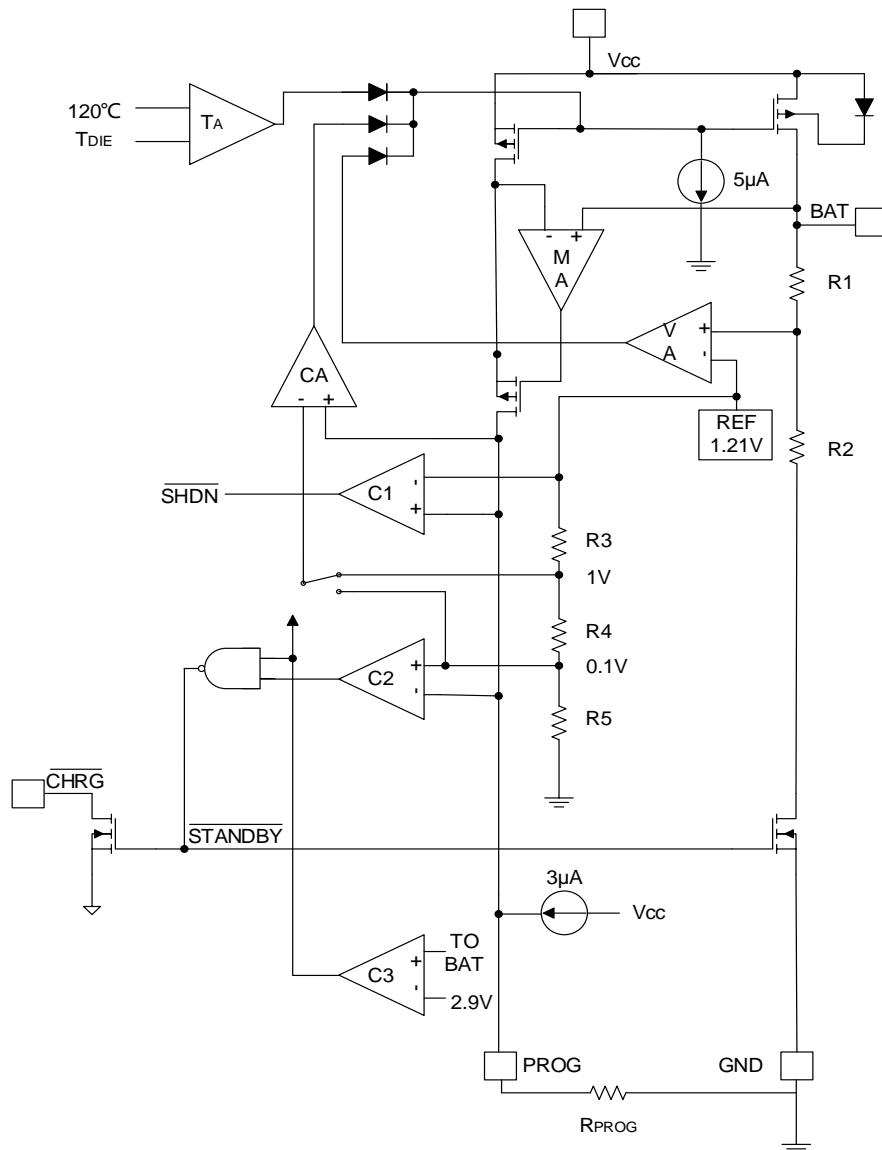 Vcc
120℃
TDIE
TA
5µA
BAT
- +
M
A
R1
V
A
+
-
CA
- +
REF
1.21V
R2
SHDN
C1
-
+
R3
1V
R4
0.1V
C2
+
-
R5
CHRG
STANDBY
3µA
Vcc
C3
+
-
TO
BAT
2.9V
PROG
GND
RPROG